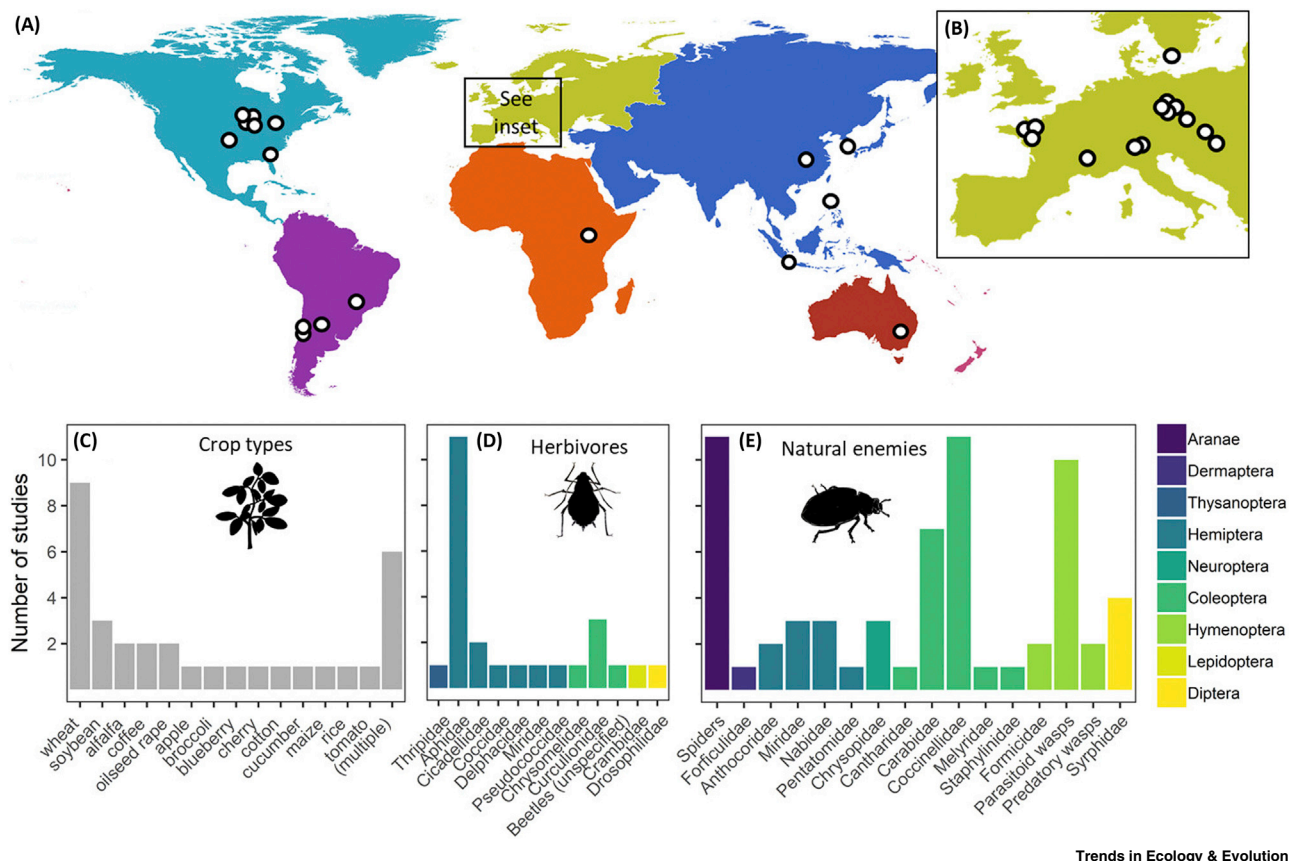 (A)
(B)
See
inset
(C)
Crop types
(D)
Herbivores
(E)
Natural enemies
Number of studies
10
8
6
4
2
wheat
soybean
alfalfa
coffee
oilseed rape
apple
broccoli
blueberry
cherry
cotton
cucumber
maize
rice
tomato
(multiple)
Thripidae
Aphidae
Cicadellidae
Coccidae
Delphacidae
Miridae
Pseudococcidae
Chrysomelidae
Curculionidae
Beetles (unspecified)
Crambidae
Drosophilidae
Spiders
Forficulidae
Anthocoridae
Miridae
Nabidae
Pentatomidae
Chrysopidae
Cantharidae
Carabidae
Coccinellidae
Melyridae
Staphylinidae
Formicidae
Parasitoid wasps
Predatory wasps
Syrphidae
Aranae
Dermaptera
Thysanoptera
Hemiptera
Neuroptera
Coleoptera
Hymenoptera
Lepidoptera
Diptera
Trends in Ecology & Evolution